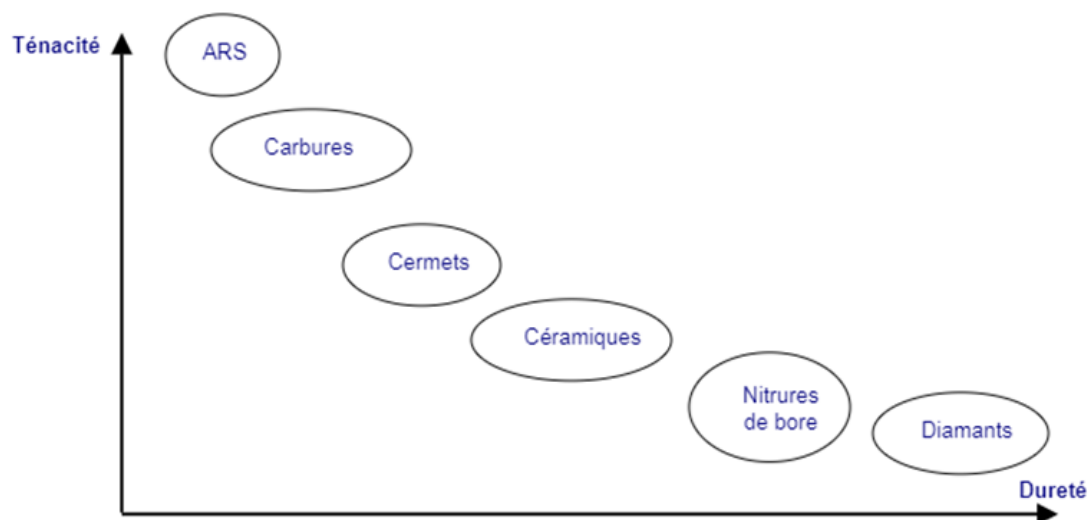 Ténacité
ARS
Carbures
Cermets
Céramiques
Nitrures
de bore
Diamants
Dureté